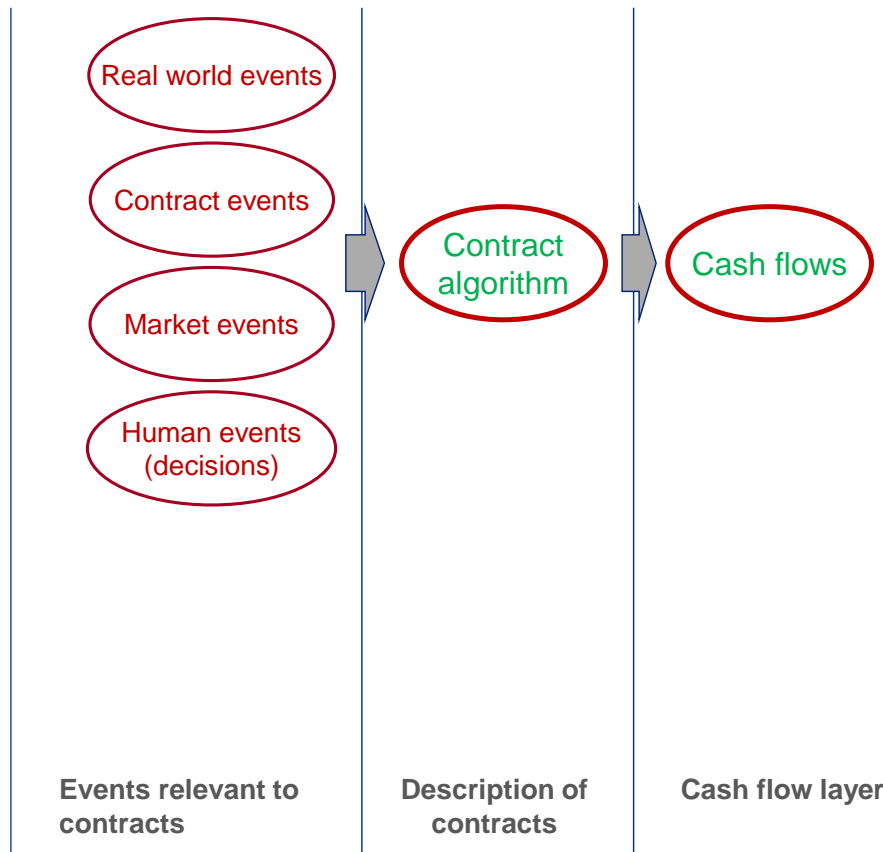 Real world events
Contract events
Market events
Human events
(decisions)
Contract
algorithm
Cash flows
Events relevant to
contracts
Description of
contracts
Cash flow layer